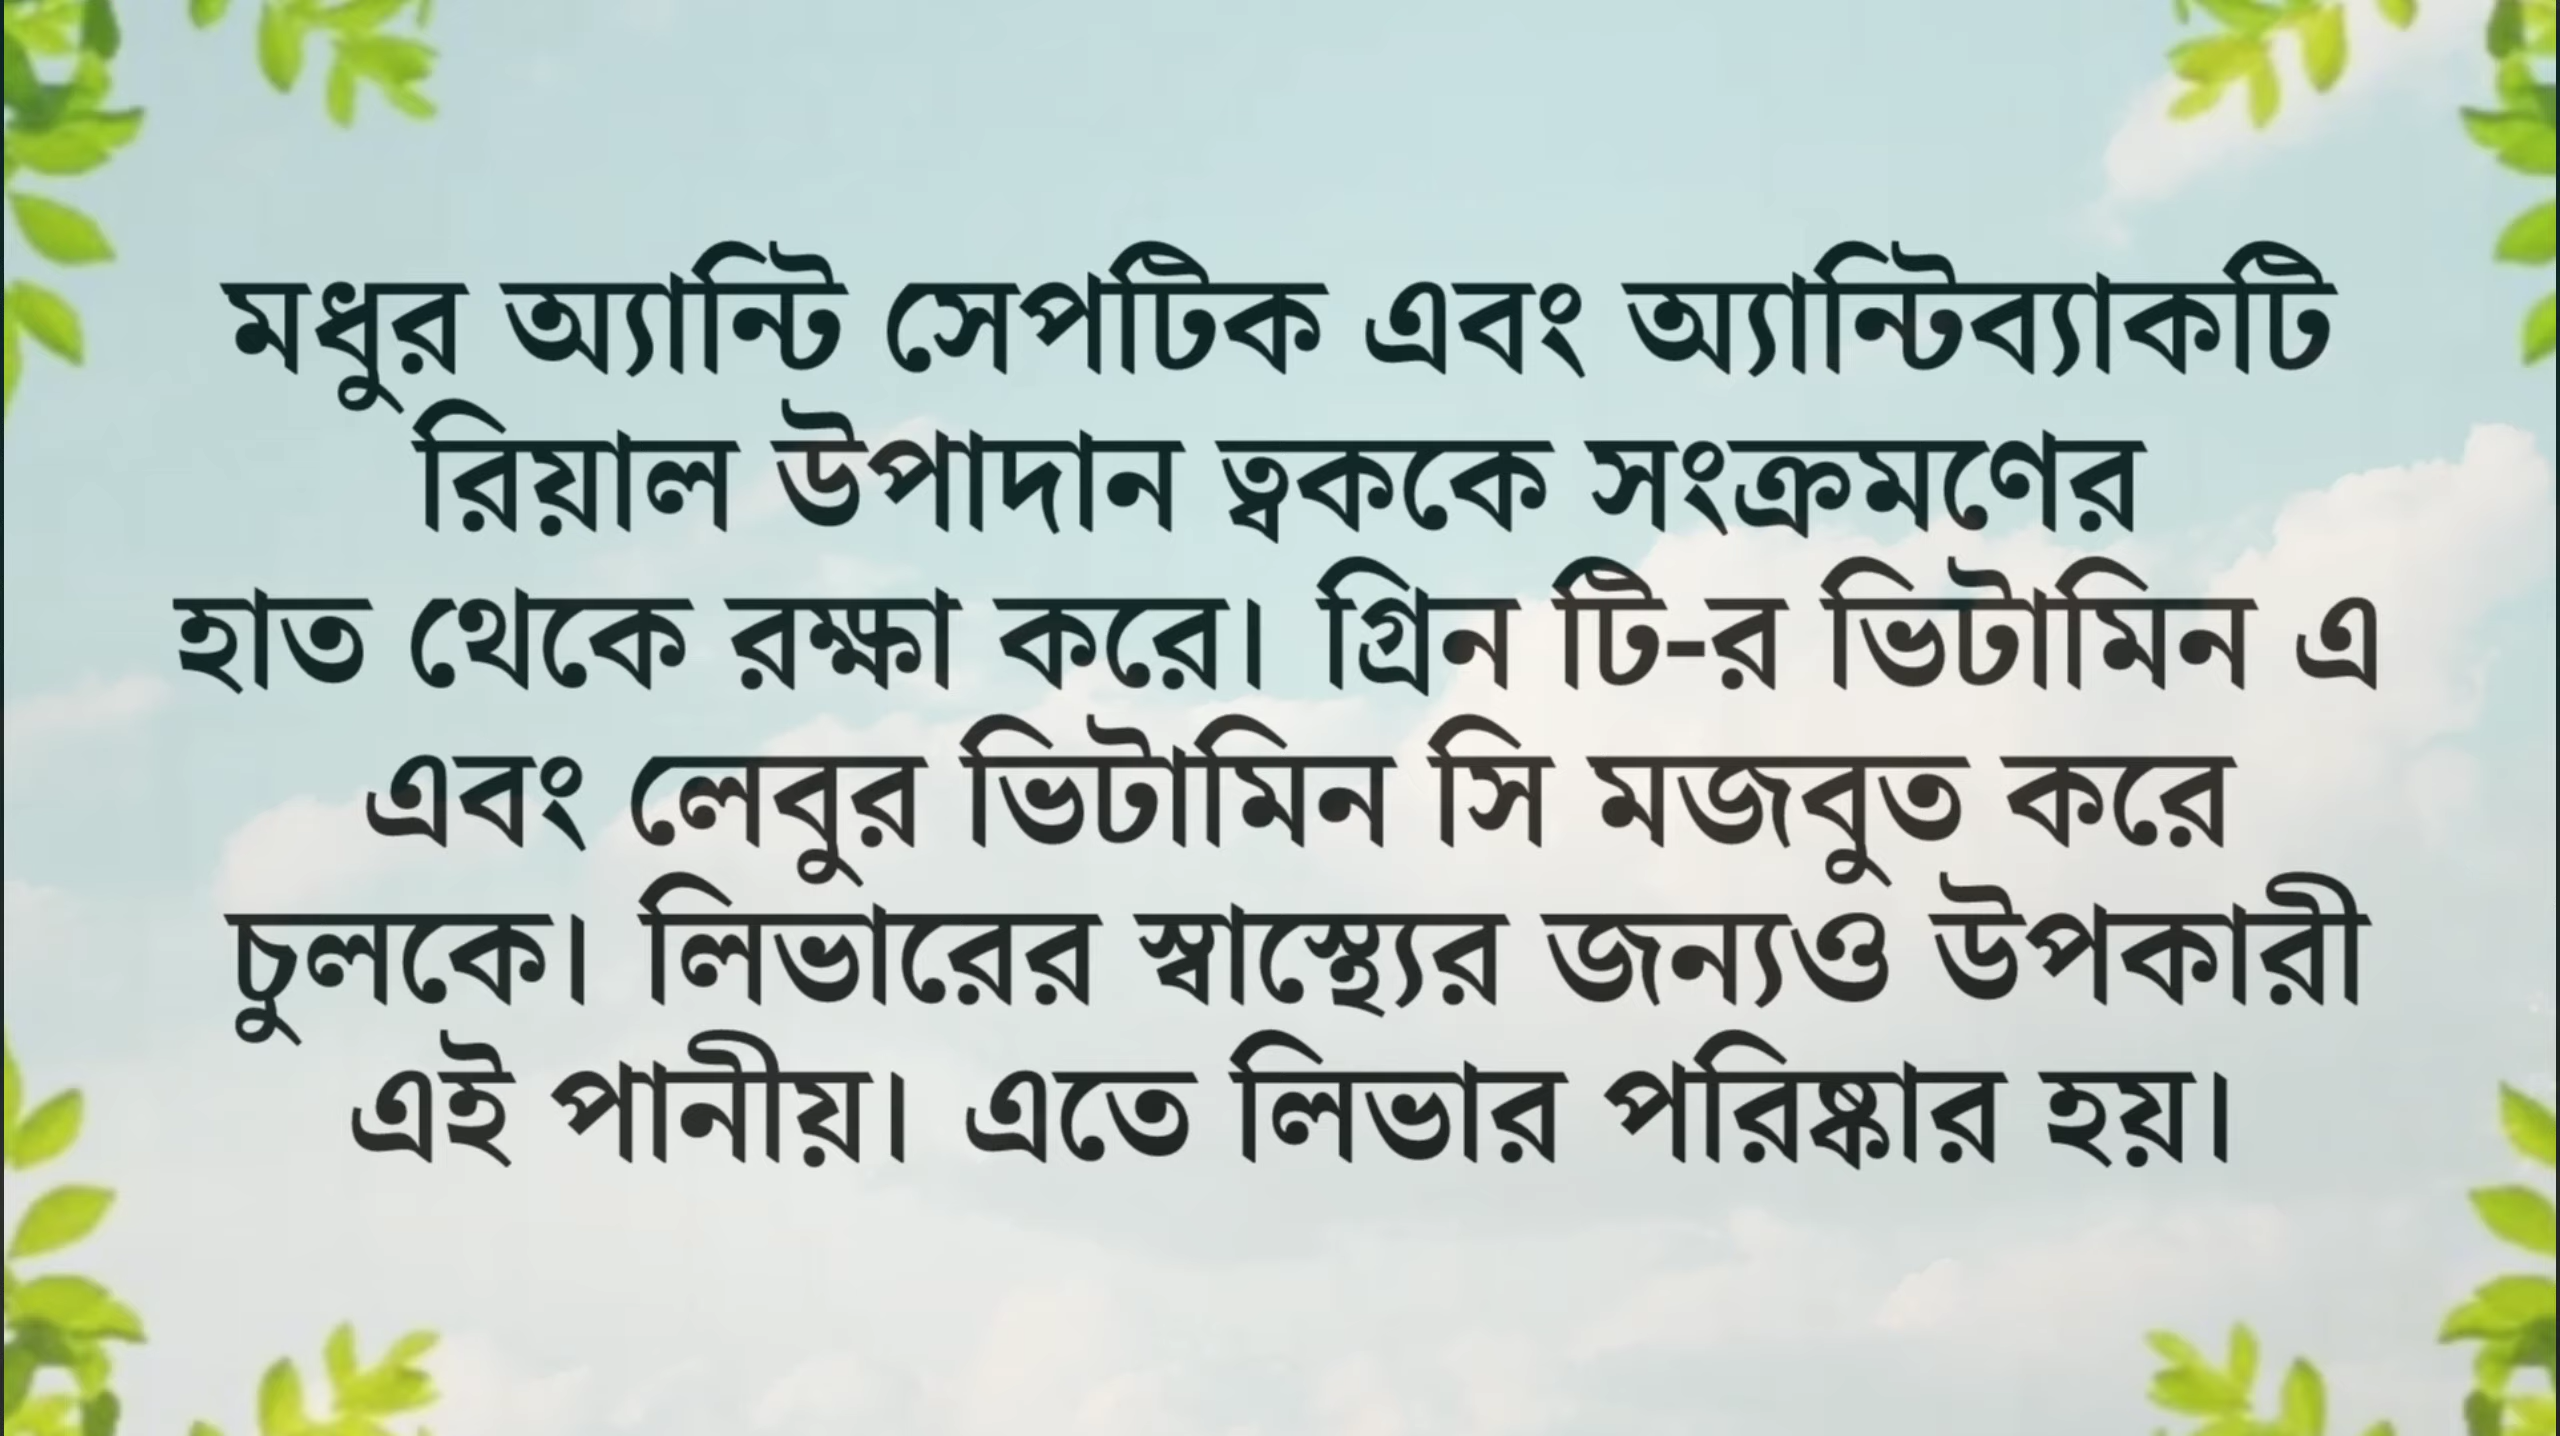 মধুর অ্যান্টি সেপটিক এবং অ্যান্টিব্যাকটি
রিয়াল উপাদান ত্বককে সংক্রমণের
হাত থেকে রক্ষা করে। গ্রিন টি-র ভিটামিন এ
এবং লেবুর ভিটামিন সি মজবুত করে
চুলকে। লিভারের স্বাস্থ্যের জন্যও উপকারী
এই পানীয়। এতে লিভার পরিষ্কার হয়।